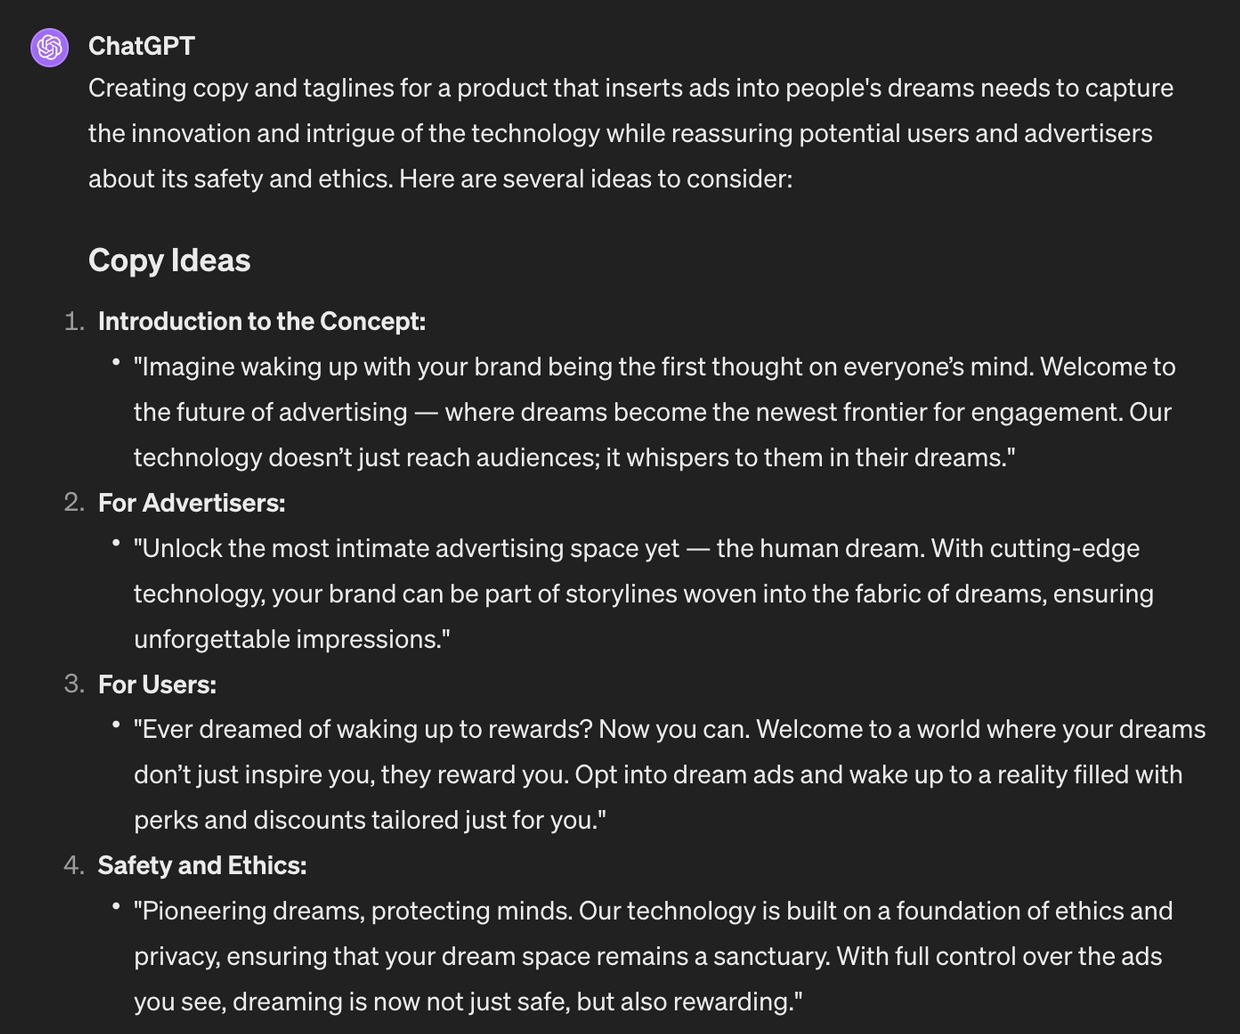 ChatGPT
Creating copy and taglines for a product that inserts ads into people's dreams needs to capture
the innovation and intrigue of the technology while reassuring potential users and advertisers
about its safety and ethics. Here are several ideas to consider:
Copy Ideas
1. Introduction to the Concept:
• "Imagine waking up with your brand being the first thought on everyone’s mind. Welcome to
the future of advertising — where dreams become the newest frontier for engagement. Our
technology doesn’t just reach audiences; it whispers to them in their dreams."
2. For Advertisers:
• "Unlock the most intimate advertising space yet — the human dream. With cutting-edge
technology, your brand can be part of storylines woven into the fabric of dreams, ensuring
unforgettable impressions."
3. For Users:
• "Ever dreamed of waking up to rewards? Now you can. Welcome to a world where your dreams
don’t just inspire you, they reward you. Opt into dream ads and wake up to a reality filled with
perks and discounts tailored just for you."
4. Safety and Ethics:
• "Pioneering dreams, protecting minds. Our technology is built on a foundation of ethics and
privacy, ensuring that your dream space remains a sanctuary. With full control over the ads
you see, dreaming is now not just safe, but also rewarding."